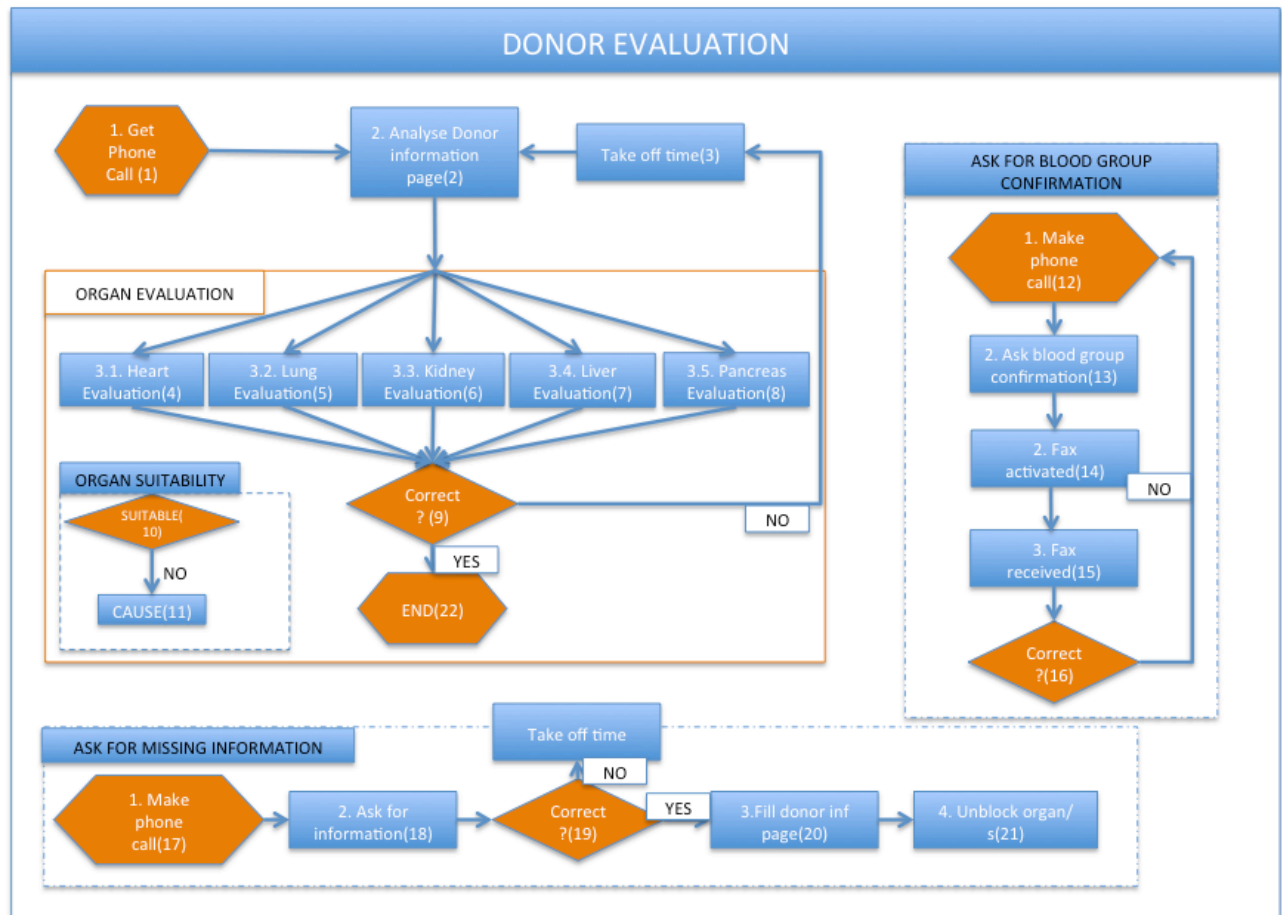 DONOR EVALUATION
1. Get
Phone
Call (1)
2. Analyse Donor
information
page(2)
Take off time(3)
ORGAN EVALUATION
3.1. Heart
Evaluation(4)
3.2. Lung
Evaluation(5)
3.3. Kidney
Evaluation(6)
3.4. Liver
Evaluation(7)
3.5. Pancreas
Evaluation(8)
Correct
? (9)
NO
YES
END(22)
ORGAN SUITABILITY
SUITABLE(
10)
NO
CAUSE(11)
ASK FOR BLOOD GROUP
CONFIRMATION
1. Make
phone
call(12)
2. Ask blood group
confirmation(13)
2. Fax
activated(14)
NO
3. Fax
received(15)
Correct
?(16)
ASK FOR MISSING INFORMATION
1. Make
phone
call(17)
2. Ask for
information(18)
Take off time
NO
Correct
?(19)
YES
3.Fill donor inf
page(20)
4. Unblock organ/
s(21)